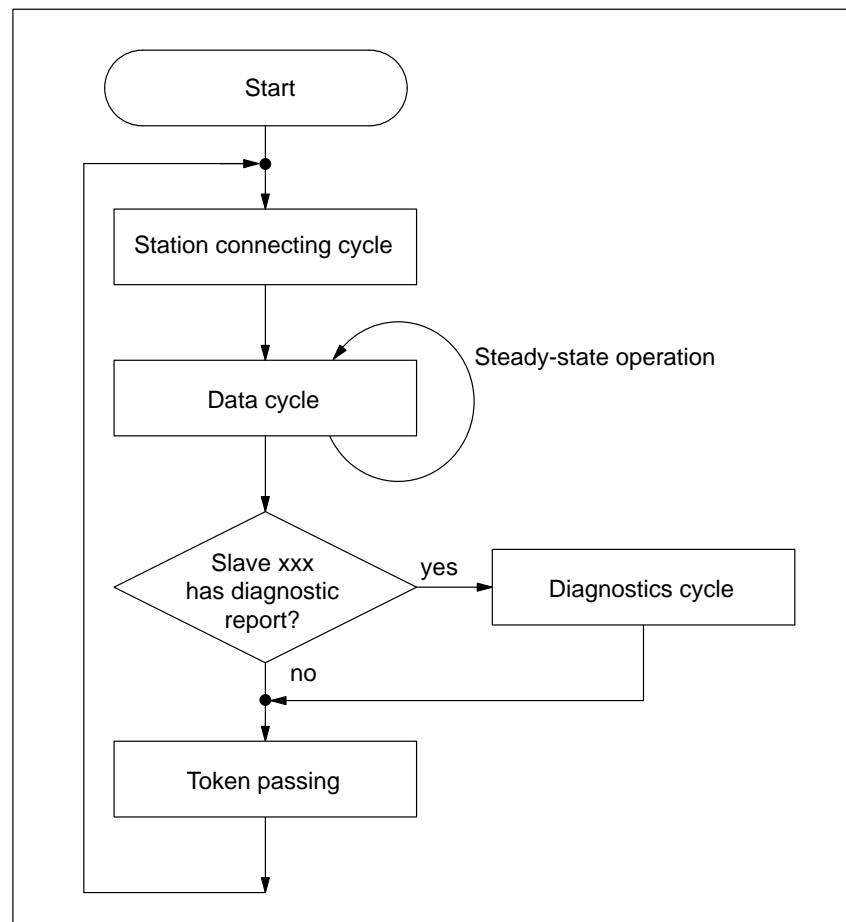 Start
Station connecting cycle
Steady-state operation
Data cycle
Slave xxx
has diagnostic
report?
yes
Diagnostics cycle
no
Token passing